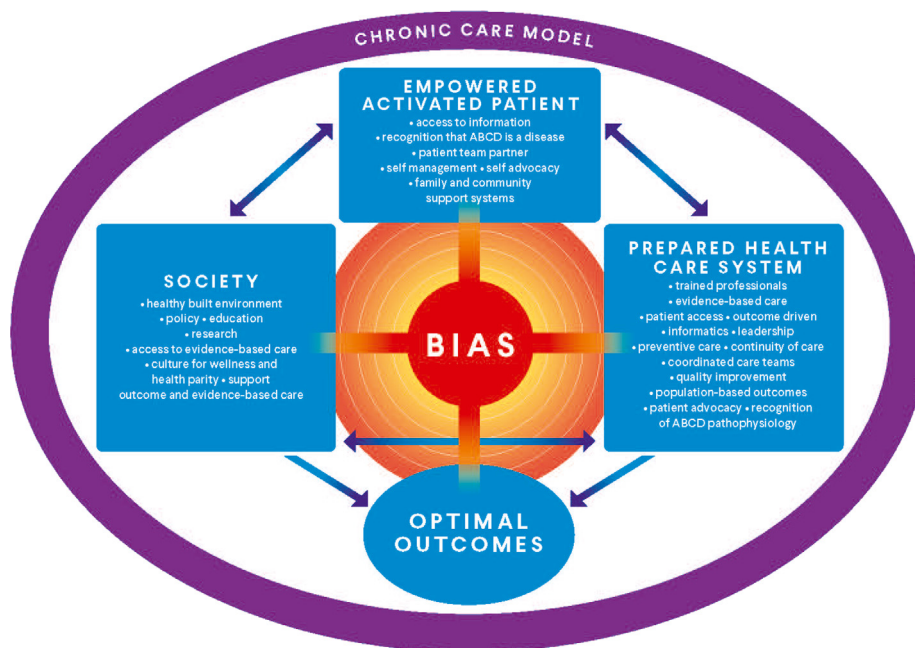 CHRONIC CARE MODEL
EMPOWERED
ACTIVATED PATIENT
• access to information
• recognition that ABCD is a disease
• patient team partner
• self management • self advocacy
• family and community
support systems
SOCIETY
• healthy built environment
• policy • education
• research
• access to evidence-based care
• culture for wellness and
health parity • support
outcome and evidence-based care
BIAS
PREPARED HEALTH
CARE SYSTEM
• trained professionals
• evidence-based care
• patient access • outcome driven
• informatics • leadership
• preventive care • continuity of care
• coordinated care teams
• quality improvement
• population-based outcomes
• patient advocacy • recognition
of ABCD pathophysiology
OPTIMAL
OUTCOMES